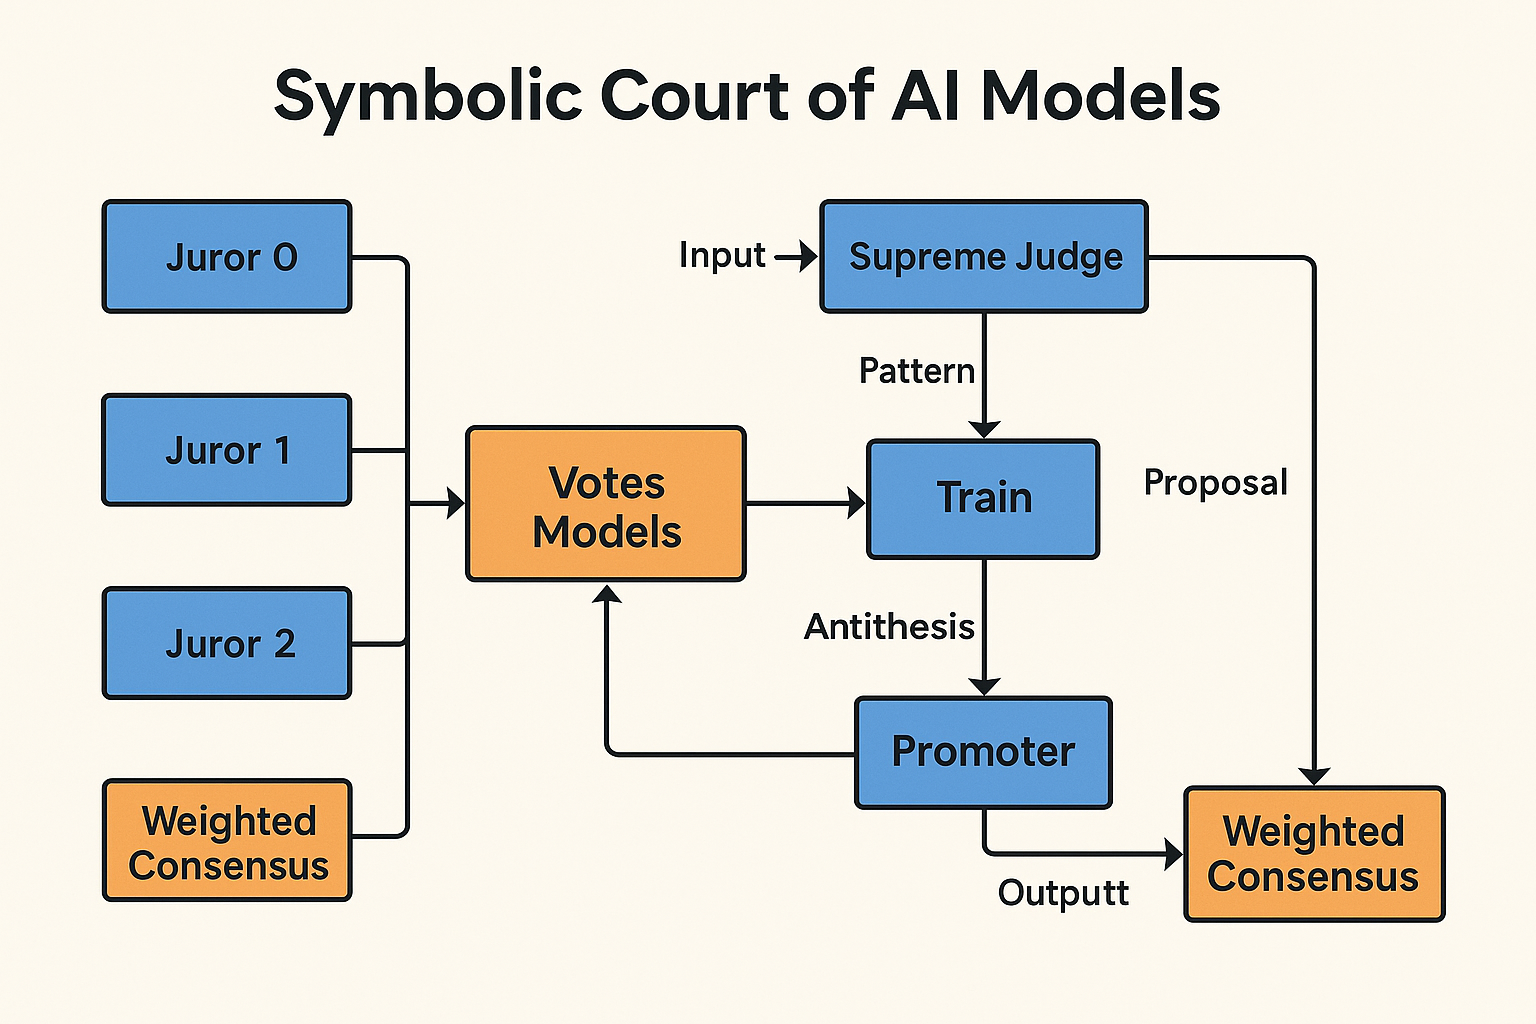 Symbolic Court of AI Models
Juror 0
Juror 1
Juror 2
Weighted
Consensus
Votes
Models
Input
Supreme Judge
Pattern
Train
Proposal
Antithesis
Promoter
Outputt
Weighted
Consensus